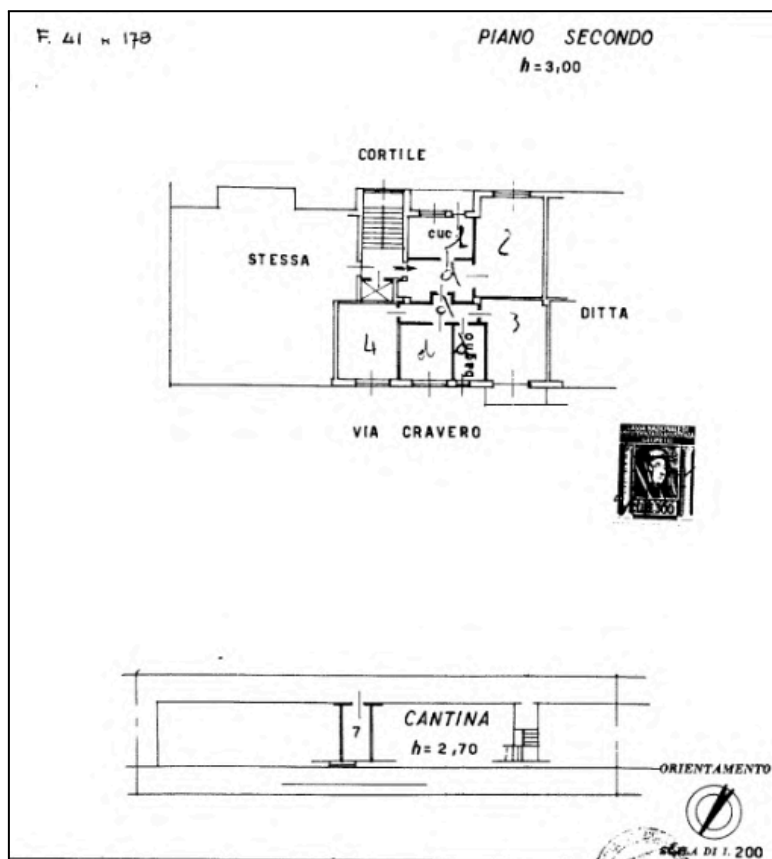 F. 41 n 178
PIANO SECONDO
h=3,00
CORTILE
cuc.
1
2
STESSA
a
c
DITTA
4
d
bagno
3
VIA CRAVERO
CANTINA
7
h=2,70
ORIENTAMENTO
SCALA DI 1. 200